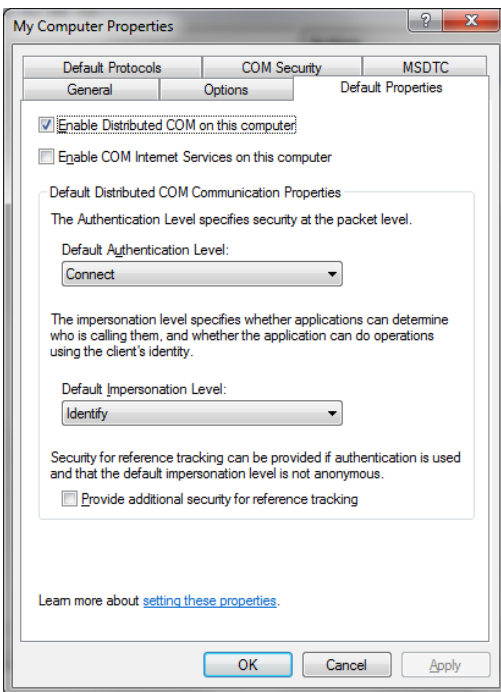 My Computer Properties
?
Default Protocols COM Security MSDTC
General Options Default Properties
Enable Distributed COM on this computer
Enable COM Internet Services on this computer
Default Distributed COM Communication Properties
The Authentication Level specifies security at the packet level.
Default Authentication Level:
Connect
The impersonation level specifies whether applications can determine
who is calling them, and whether the application can do operations
using the client's identity.
Default Impersonation Level:
Identify
Security for reference tracking can be provided if authentication is used
and that the default impersonation level is not anonymous.
Provide additional security for reference tracking
Learn more about setting these properties.
OK Cancel Apply